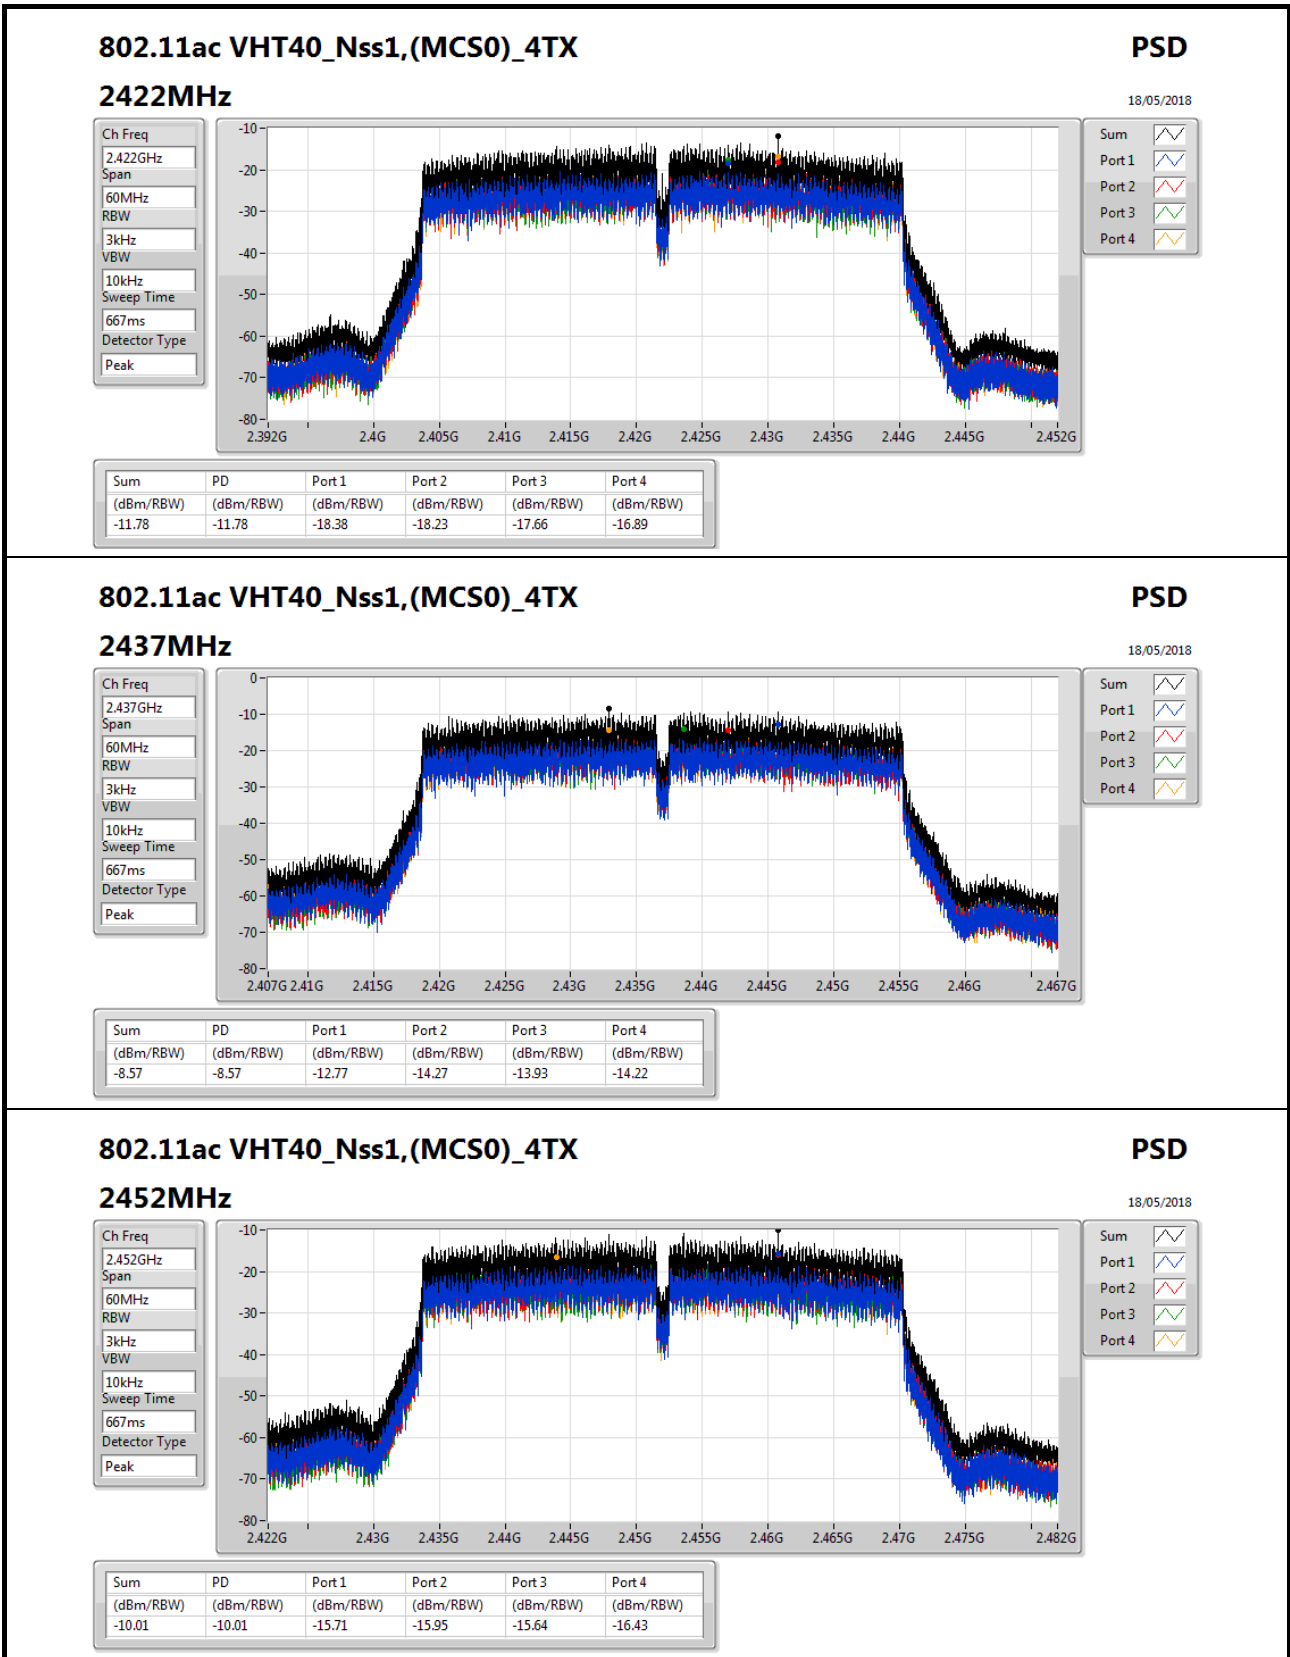 802.11ac VHT40_Nss1,(MCS0)_4TX PSD
2422MHz 18/05/2018
Ch Freq
2.422GHz
Span
60MHz
RBW
3kHz
VBW
10kHz
Sweep Time
667ms
Detector Type
Peak
-10
-20
-30
-40
-50
-60
-70
-80
2.392G 2.4G 2.405G 2.41G 2.415G 2.42G 2.425G 2.43G 2.435G 2.44G 2.445G 2.452G
Sum
Port 1
Port 2
Port 3
Port 4
Sum PD Port 1 Port 2 Port 3 Port 4
(dBm/RBW) (dBm/RBW) (dBm/RBW) (dBm/RBW) (dBm/RBW) (dBm/RBW)
-11.78 -11.78 -18.38 -18.23 -17.66 -16.89
802.11ac VHT40_Nss1,(MCS0)_4TX PSD
2437MHz 18/05/2018
Ch Freq
2.437GHz
Span
60MHz
RBW
3kHz
VBW
10kHz
Sweep Time
667ms
Detector Type
Peak
0
-10
-20
-30
-40
-50
-60
-70
-80
2.407G 2.41G 2.415G 2.42G 2.425G 2.43G 2.435G 2.44G 2.445G 2.45G 2.455G 2.46G 2.467G
Sum
Port 1
Port 2
Port 3
Port 4
Sum PD Port 1 Port 2 Port 3 Port 4
(dBm/RBW) (dBm/RBW) (dBm/RBW) (dBm/RBW) (dBm/RBW) (dBm/RBW)
-8.57 -8.57 -12.77 -14.27 -13.93 -14.22
802.11ac VHT40_Nss1,(MCS0)_4TX PSD
2452MHz 18/05/2018
Ch Freq
2.452GHz
Span
60MHz
RBW
3kHz
VBW
10kHz
Sweep Time
667ms
Detector Type
Peak
-10
-20
-30
-40
-50
-60
-70
-80
2.422G 2.43G 2.435G 2.44G 2.445G 2.45G 2.455G 2.46G 2.465G 2.47G 2.475G 2.482G
Sum
Port 1
Port 2
Port 3
Port 4
Sum PD Port 1 Port 2 Port 3 Port 4
(dBm/RBW) (dBm/RBW) (dBm/RBW) (dBm/RBW) (dBm/RBW) (dBm/RBW)
-10.01 -10.01 -15.71 -15.95 -15.64 -16.43